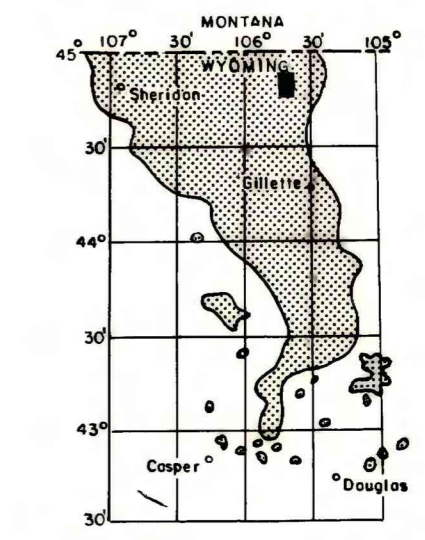 MONTANA
45° 107° 30' 106° 30' 105°
WYOMING
Sheridan
30'
Gillette
44°
30'
43°
Casper
Douglas
30'